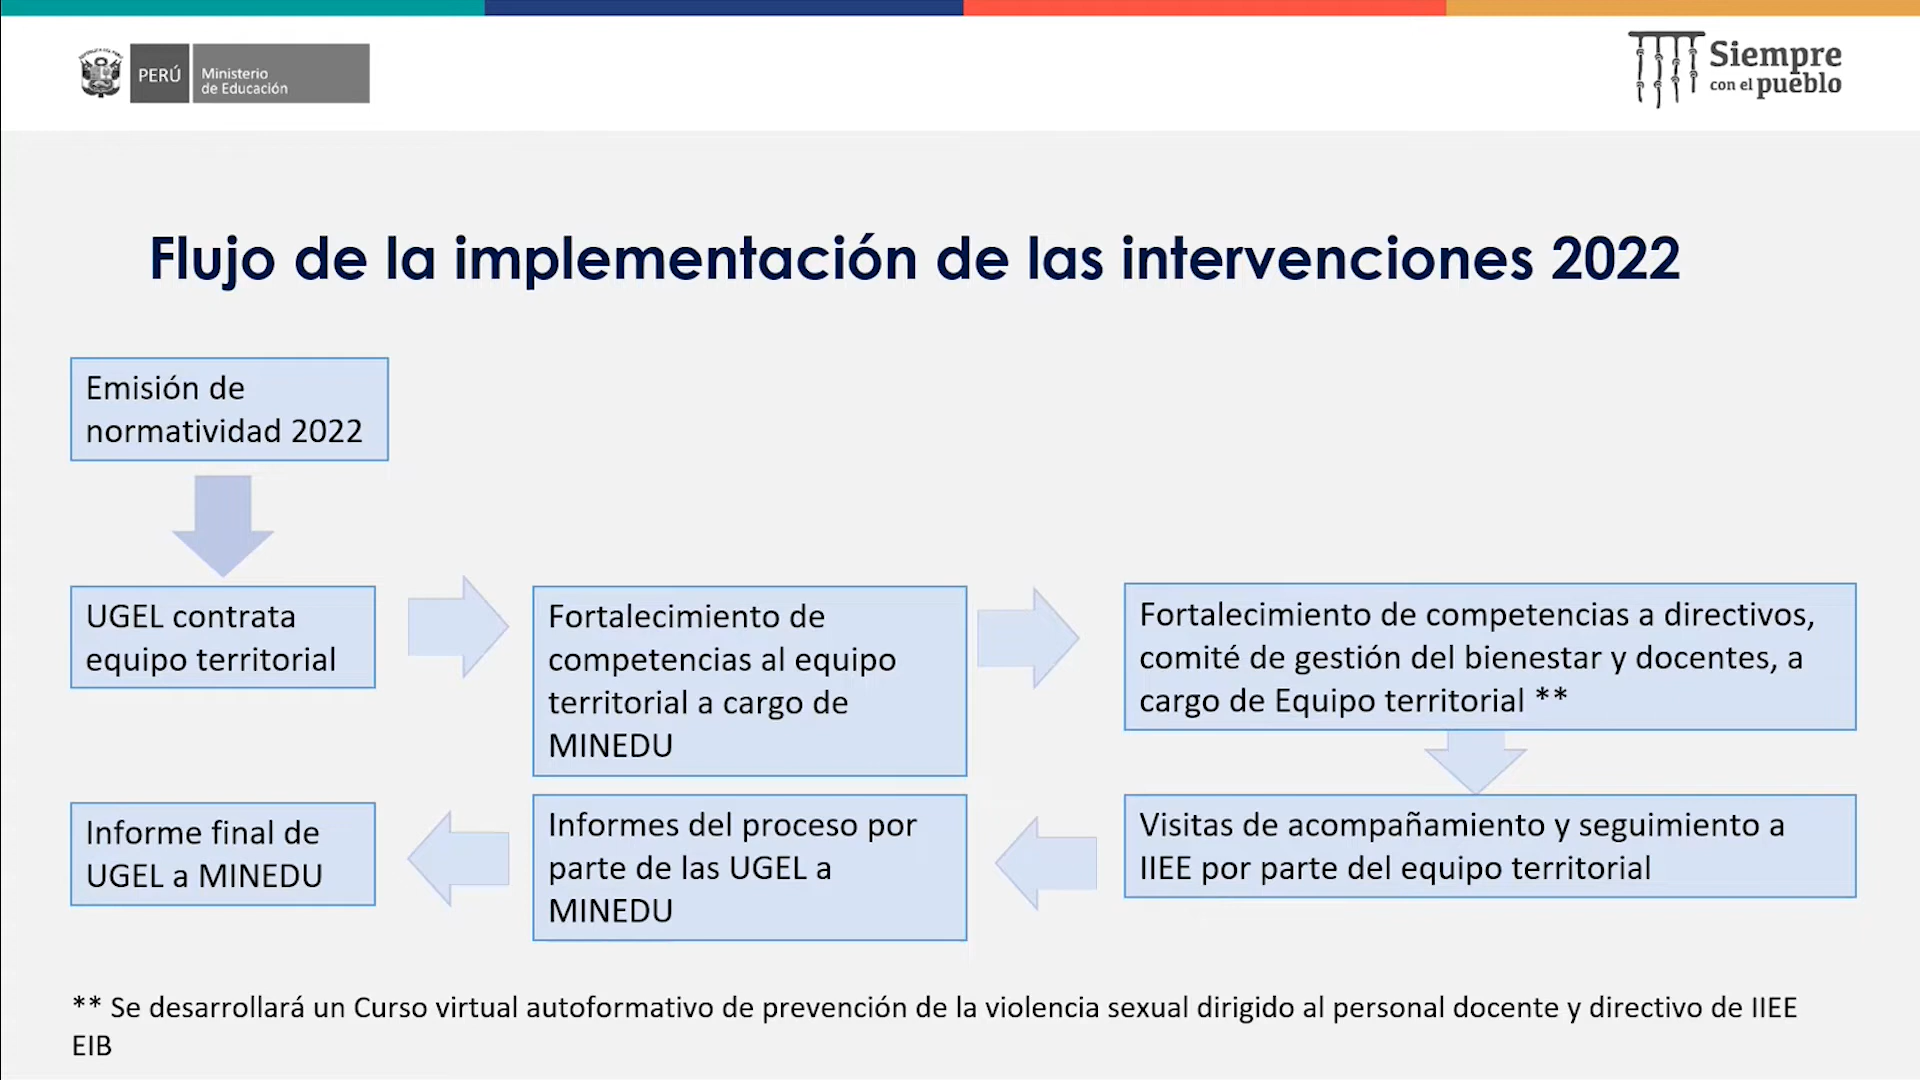 PERÚ
Ministerio
de Educación
Siempre
con el pueblo
Flujo de la implementación de las intervenciones 2022
Emisión de
normatividad 2022
UGEL contrata
equipo territorial
Fortalecimiento de
competencias al equipo
territorial a cargo de
MINEDU
Fortalecimiento de competencias a directivos,
comité de gestión del bienestar y docentes, a
cargo de Equipo territorial **
Visitas de acompañamiento y seguimiento a
IIEE por parte del equipo territorial
Informes del proceso por
parte de las UGEL a
MINEDU
Informe final de
UGEL a MINEDU
** Se desarrollará un Curso virtual autoformativo de prevención de la violencia sexual dirigido al personal docente y directivo de IIEE
EIB